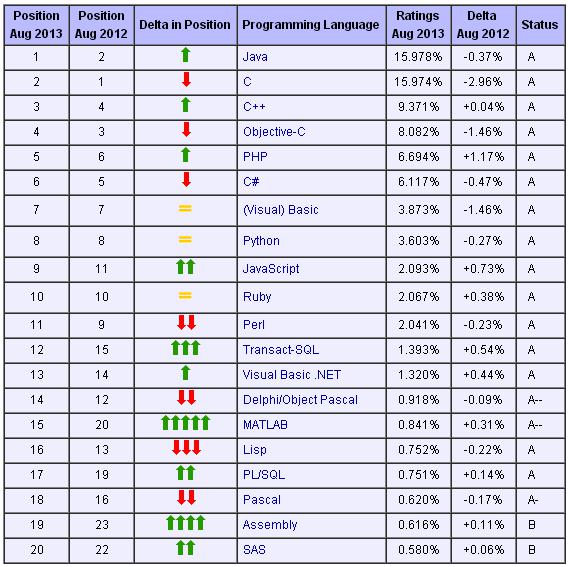 Position Aug 2013 Position Aug 2012 Delta in Position Programming Language Ratings Aug 2013 Delta Aug 2012 Status
1 2 Java 15.978% -0.37% A
2 1 C 15.974% -2.96% A
3 4 C++ 9.371% +0.04% A
4 3 Objective-C 8.082% -1.46% A
5 6 PHP 6.694% +1.17% A
6 5 C# 6.117% -0.47% A
7 7 = (Visual) Basic 3.873% -1.46% A
8 8 = Python 3.603% -0.27% A
9 11 JavaScript 2.093% +0.73% A
10 10 = Ruby 2.067% +0.38% A
11 9 Perl 2.041% -0.23% A
12 15 Transact-SQL 1.393% +0.54% A
13 14 Visual Basic .NET 1.320% +0.44% A
14 12 Delphi/Object Pascal 0.918% -0.09% A--
15 20 MATLAB 0.841% +0.31% A--
16 13 Lisp 0.752% -0.22% A
17 19 PL/SQL 0.751% +0.14% A
18 16 Pascal 0.620% -0.17% A-
19 23 Assembly 0.616% +0.11% B
20 22 SAS 0.580% +0.06% B